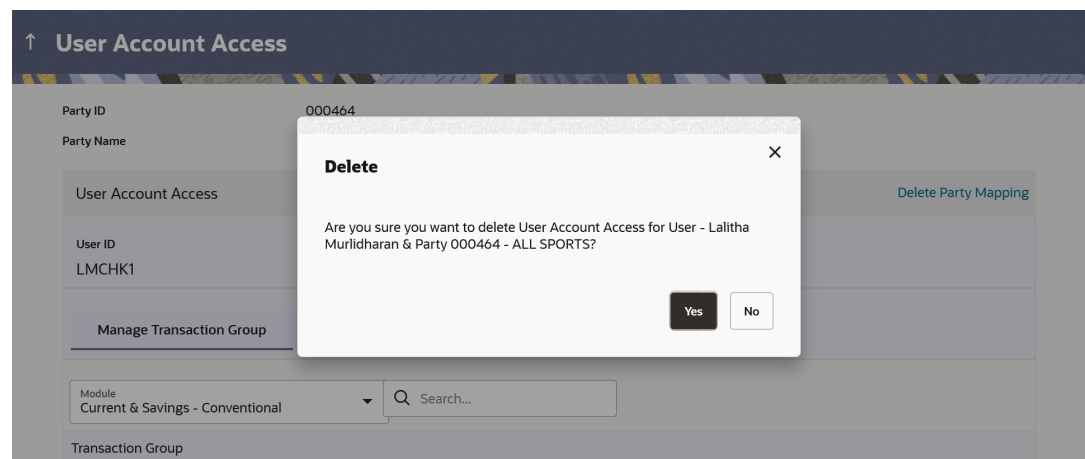 User Account Access
Party ID
000464
Party Name
Delete
User Account Access
Delete Party Mapping
Are you sure you want to delete User Account Access for User - Lalitha
Murlidharan & Party 000464 - ALL SPORTS?
User ID
LMCHK1
Yes
No
Manage Transaction Group
Module
Current & Savings - Conventional
Search...
Transaction Group